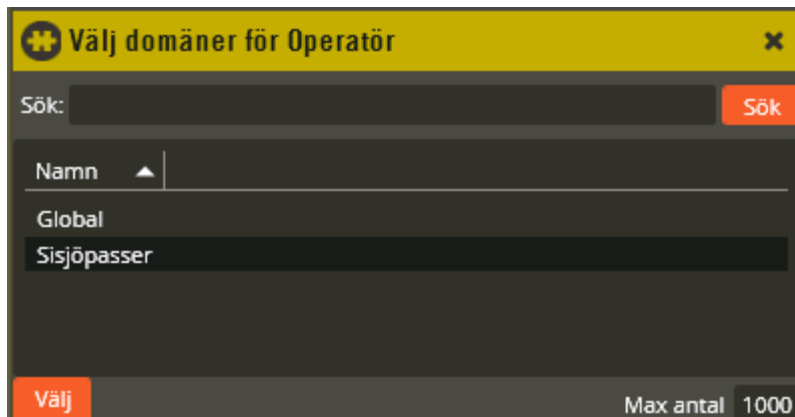 Välj domäner för Operatör
Sök: Sök
Namn
Global
Sisjöpasser
Välj Max antal 1000